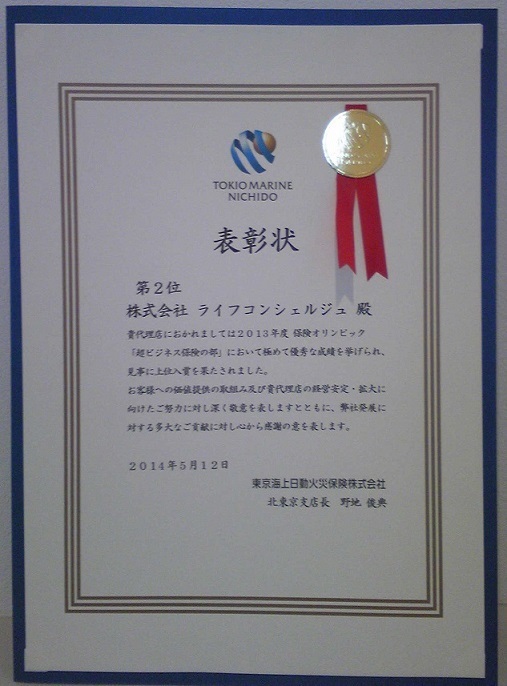 TOKIO MARINE
NICHIDO
表彰状
第2位
株式会社 ライフコンシェルジュ 殿
貴代理店におかれましては2013年度 保険オリンピック
「超ビジネス保険の部」において極めて優秀な成績を挙げられ、
見事に上位入賞を果たされました。
お客様への価値提供の取組み及び貴代理店の経営安定・拡大に
向けたご努力に対し深く敬意を表しますとともに、弊社発展に
対する多大なご貢献に対し心から感謝の意を表します。
2014年5月12日
東京海上日動火災保険株式会社
北東京支店長 野地 俊典